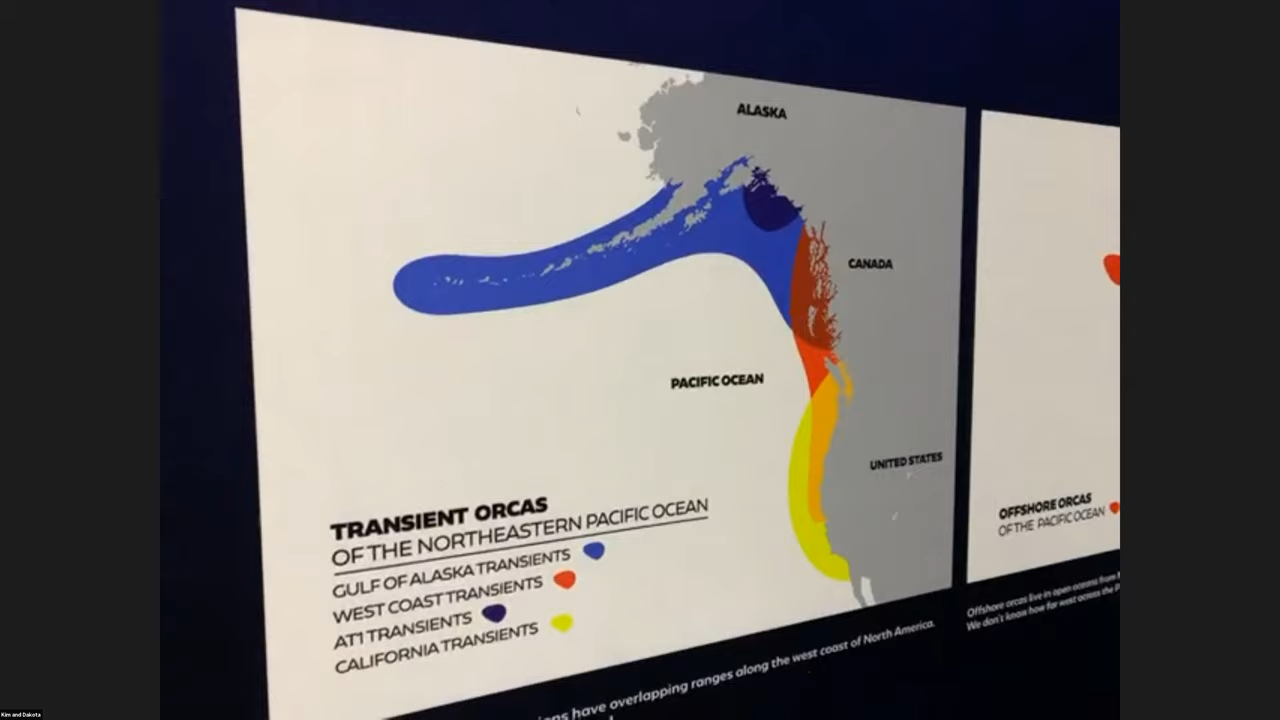 ALASKA
CANADA
PACIFIC OCEAN
UNITED STATES
TRANSIENT ORCAS
OF THE NORTHEASTERN PACIFIC OCEAN
GULF OF ALASKA TRANSIENTS
WEST COAST TRANSIENTS
AT1 TRANSIENTS
CALIFORNIA TRANSIENTS
have overlapping ranges along the west coast of North America.
OFFSHORE ORCAS
OF THE PACIFIC OCEAN
Offshore orcas live in open oceans from
We don't know how far west across the
Kim and Dakota